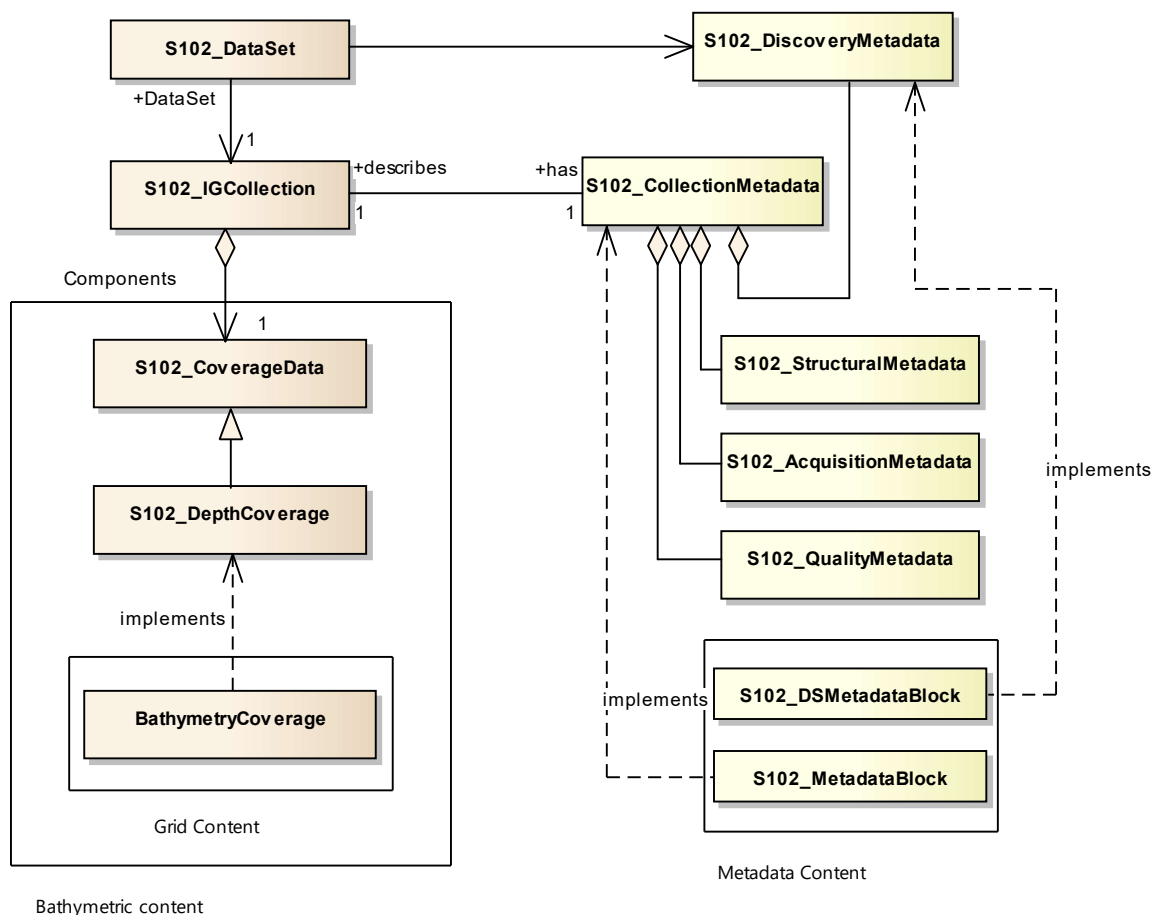 S102_DataSet
S102_DiscoveryMetadata
+DataSet
1
S102_IGCollection
+describes
+has
S102_CollectionMetadata
1
1
Components
1
S102_CoverageData
S102_StructuralMetadata
S102_AcquisitionMetadata
implements
S102_DepthCoverage
S102_QualityMetadata
implements
S102_DSMetadataBlock
implements
BathymetryCoverage
S102_MetadataBlock
Grid Content
Metadata Content
Bathymetric content